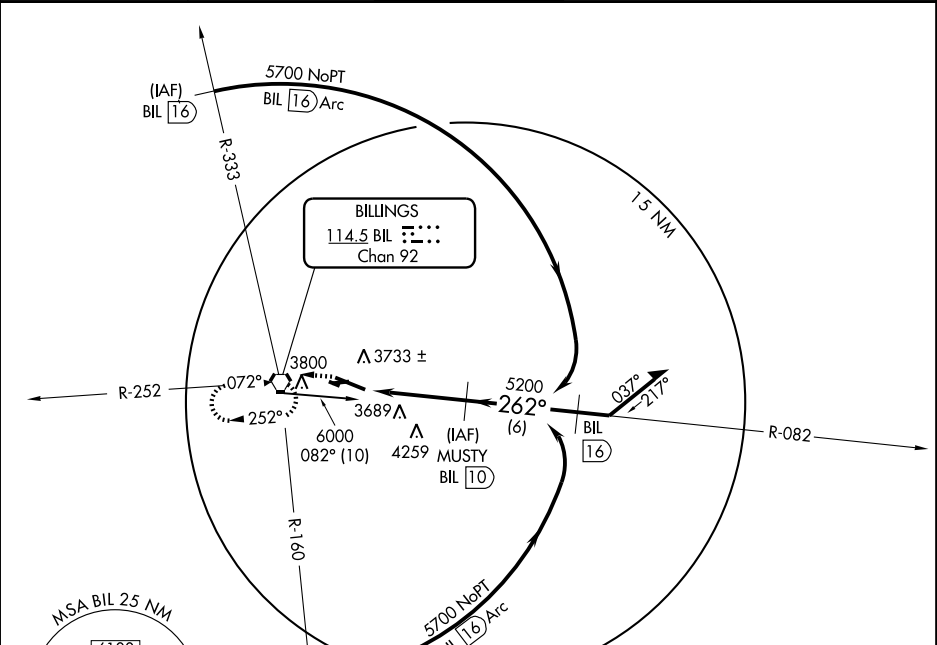 5700 NoPT
BIL 16 Arc
(IAF)
BIL 16
R-333
15 NM
BILLINGS
114.5 BIL
Chan 92
3800
3733 ±
072°
R-252
252°
3689
4259
6000
082° (10)
(IAF)
MUSTY
BIL 10
5200
262°
(6)
BIL
16
037°
217°
R-082
R-160
5700 NoPT
16 Arc
MSA BIL 25 NM